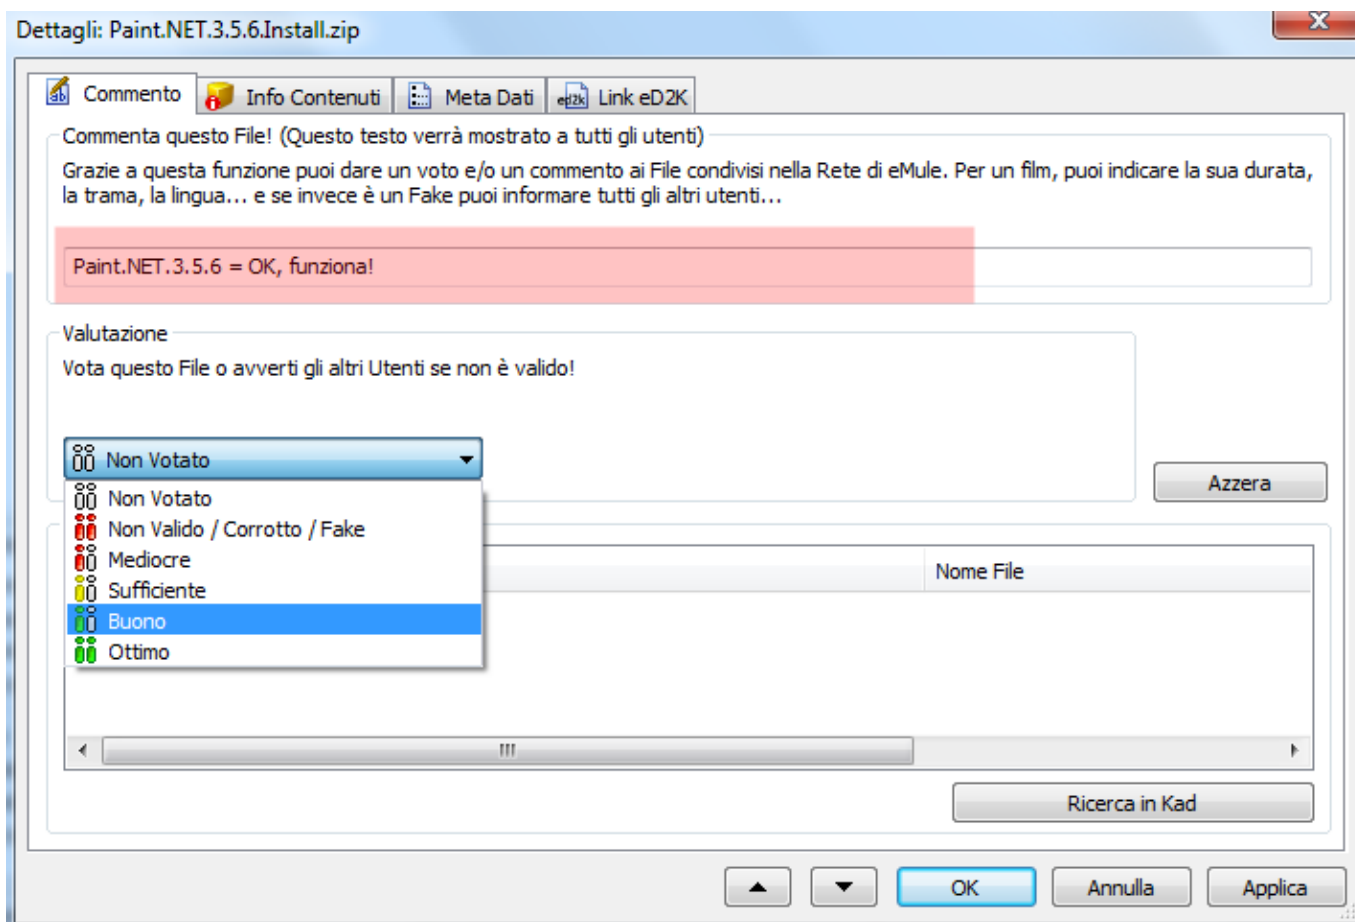 Dettagli: Paint.NET.3.5.6.Install.zip
Commento
Info Contenuti
Meta Dati
ed2k
Link eD2K
Commenta questo File! (Questo testo verrà mostrato a tutti gli utenti)
Grazie a questa funzione puoi dare un voto e/o un commento ai File condivisi nella Rete di eMule. Per un film, puoi indicare la sua durata,
la trama, la lingua... e se invece è un Fake puoi informare tutti gli altri utenti...
Paint.NET.3.5.6 = OK, funziona!
Valutazione
Vota questo File o avverti gli altri Utenti se non è valido!
Non Votato
Azzera
Non Votato
Non Valido / Corrotto / Fake
Mediocre
Sufficiente
Buono
Ottimo
Nome File
Ricerca in Kad
OK
Annulla
Applica